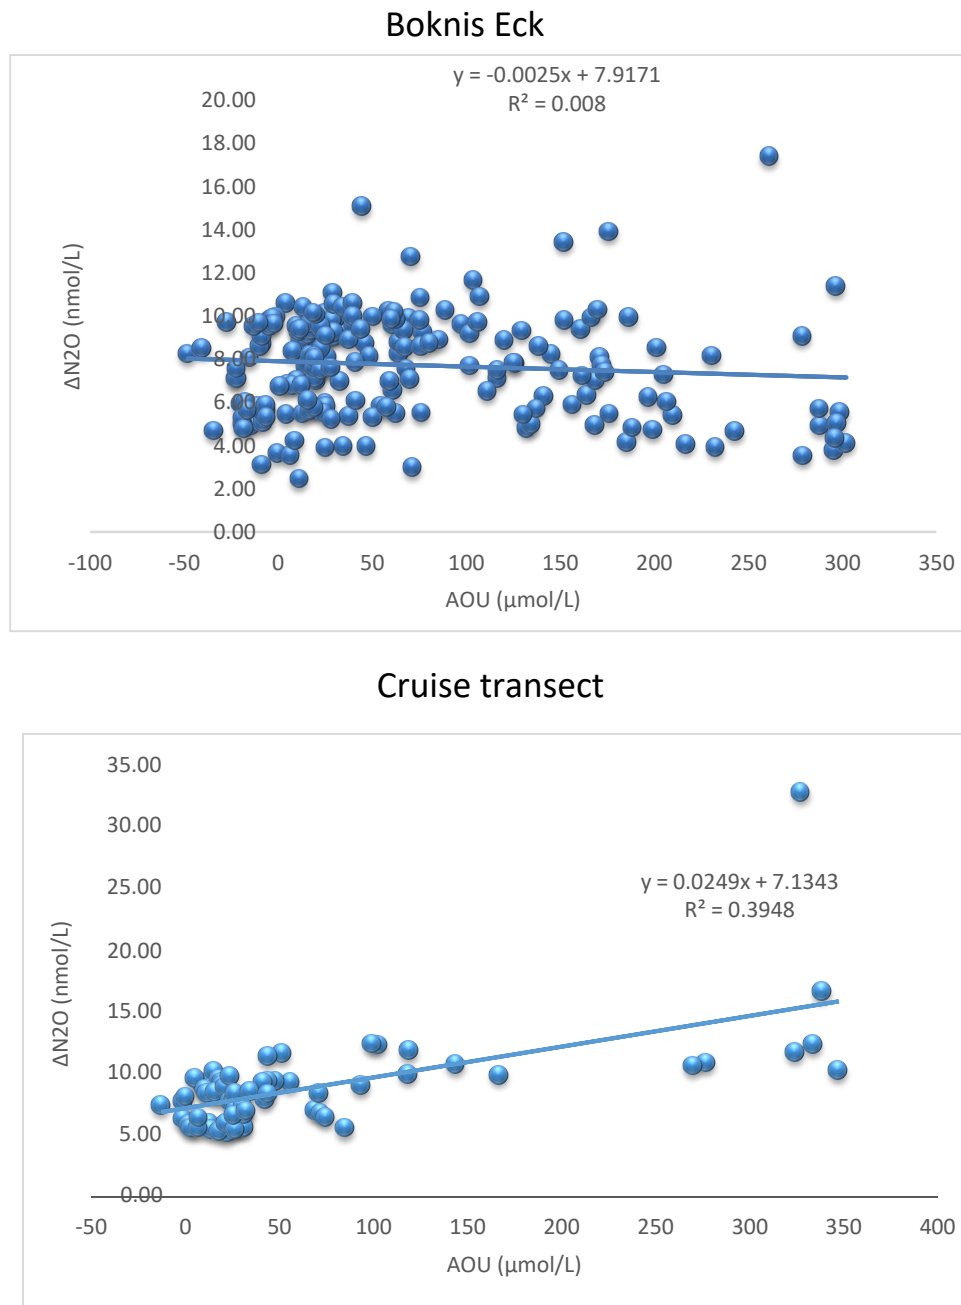 Boknis Eck
y = -0.0025x + 7.9171
R² = 0.008
20.00
18.00
16.00
14.00
12.00
10.00
8.00
6.00
4.00
2.00
0.00
ΔN2O (nmol/L)
-100 -50 0 50 100 150 200 250 300 350
AOU (µmol/L)
Cruise transect
35.00
30.00
25.00
20.00
15.00
10.00
5.00
0.00
y = 0.0249x + 7.1343
R² = 0.3948
ΔN2O (nmol/L)
-50 0 50 100 150 200 250 300 350 400
AOU (µmol/L)